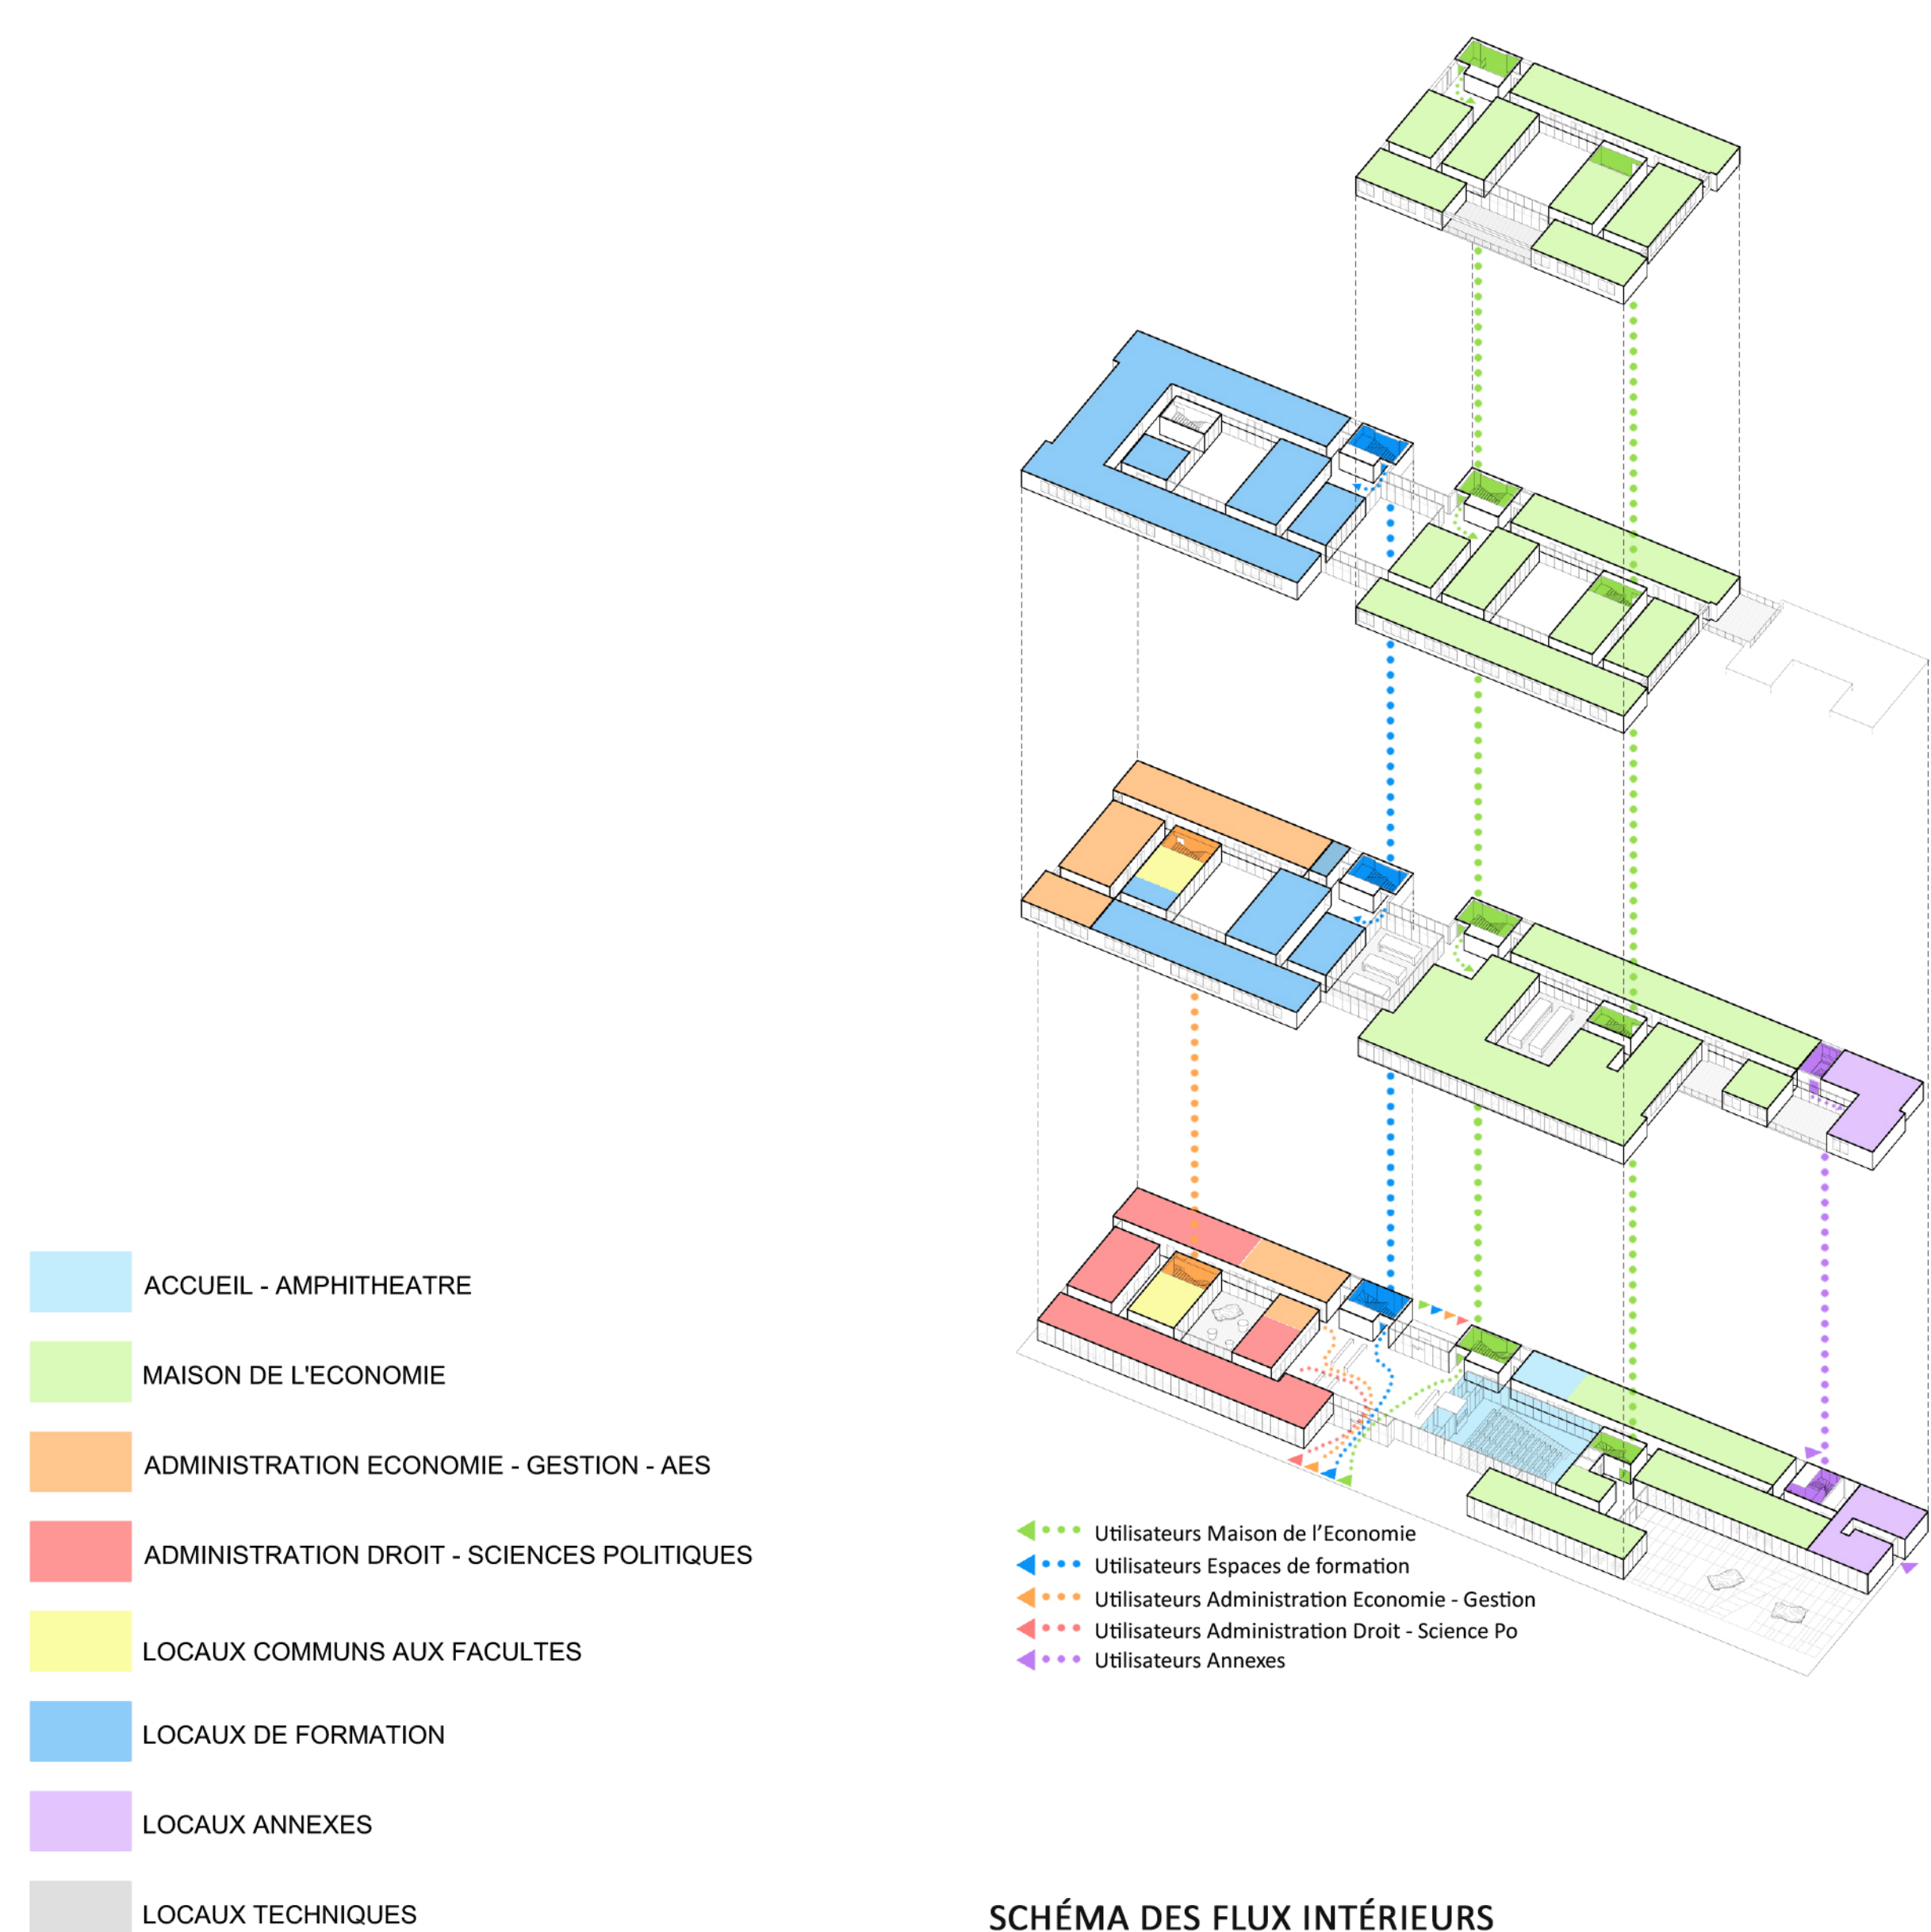 ACCUEIL - AMPHITHEATRE
MAISON DE L'ECONOMIE
ADMINISTRATION ECONOMIE - GESTION - AES
ADMINISTRATION DROIT - SCIENCES POLITIQUES
LOCAUX COMMUNS AUX FACULTES
LOCAUX DE FORMATION
LOCAUX ANNEXES
LOCAUX TECHNIQUES
Utilisateurs Maison de l'Economie
Utilisateurs Espaces de formation
Utilisateurs Administration Economie - Gestion
Utilisateurs Administration Droit - Science Po
Utilisateurs Annexes
SCHÉMA DES FLUX INTÉRIEURS